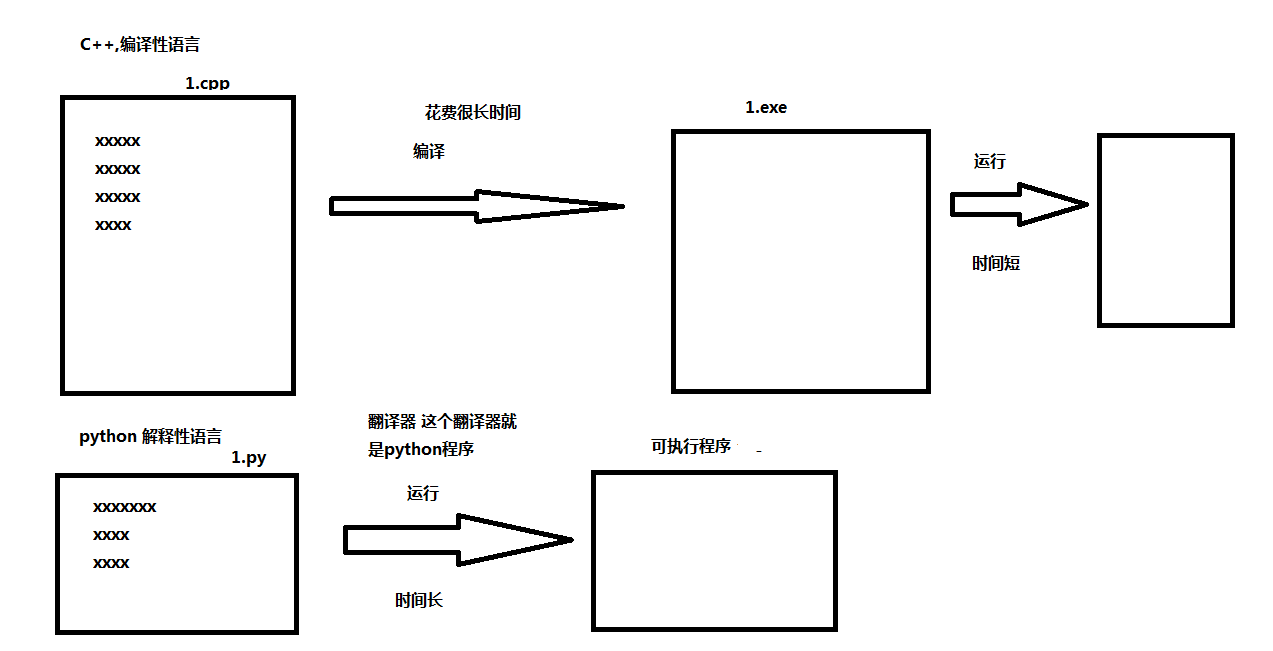 C++,编译性语言
1.cpp
xxxxx
xxxxx
xxxxx
xxxx
花费很长时间
编译
1.exe
运行
时间短
python 解释性语言
1.py
xxxxxxx
xxxx
xxxx
翻译器 这个翻译器就
是python程序
运行
时间长
可执行程序